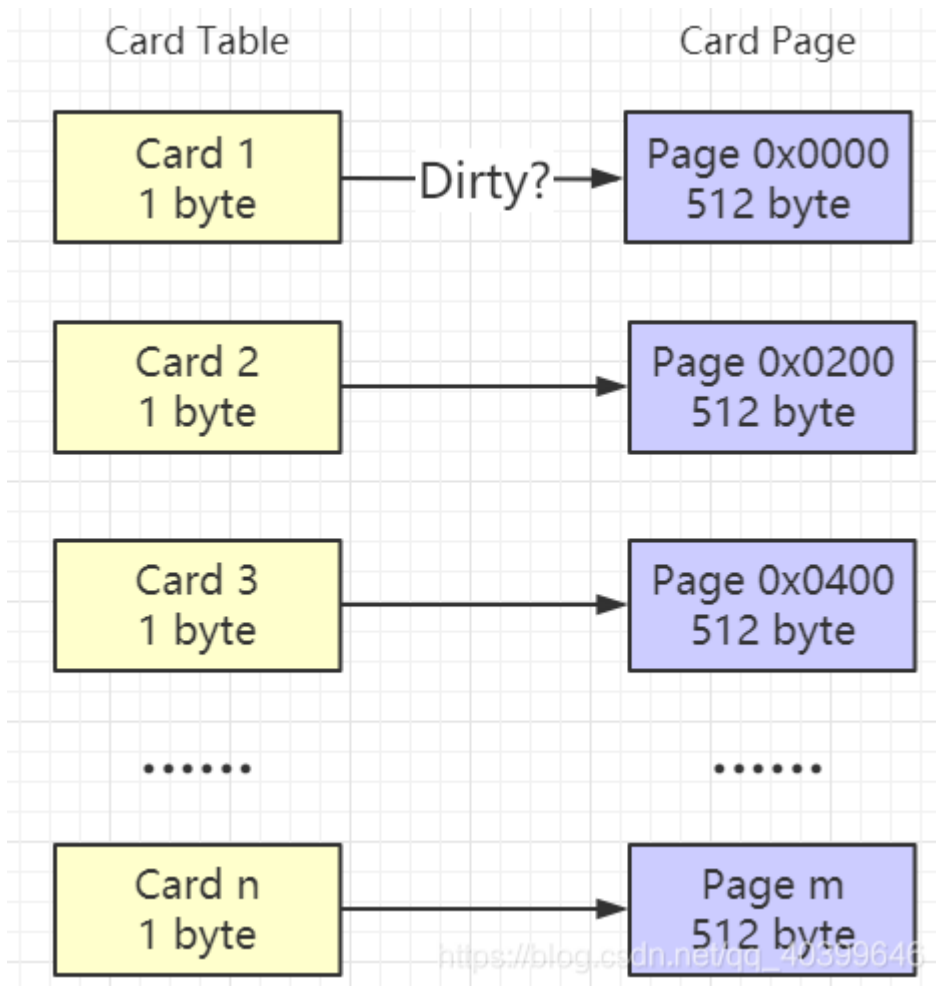 Card Table
Card Page
Card 1
1 byte
Dirty?
Page 0x0000
512 byte
Card 2
1 byte
Page 0x0200
512 byte
Card 3
1 byte
Page 0x0400
512 byte
......
......
Card n
1 byte
Page m
512 byte
https://blog.csdn.net/qq_40399646